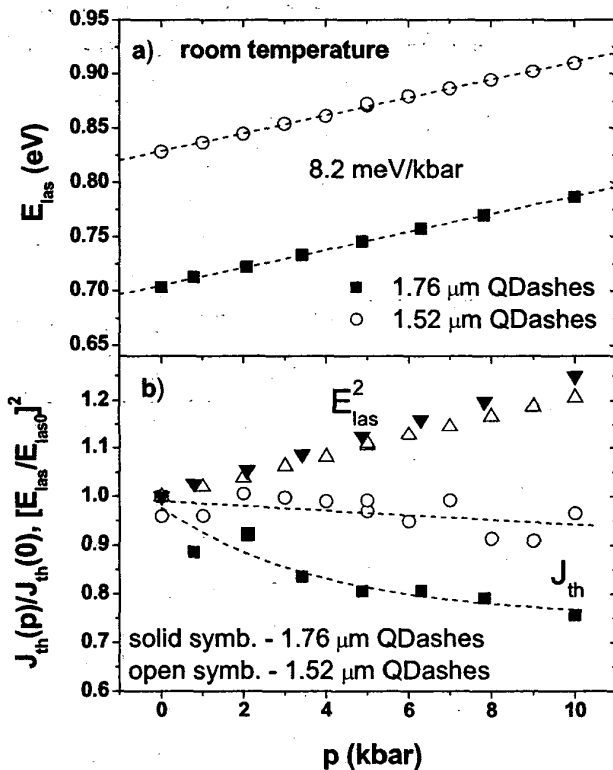 a) room temperature
0.95
0.90
0.85
0.80
0.75
0.70
0.65
E_las (eV)
8.2 meV/kbar
■ 1.76 μm QDashes
○ 1.52 μm QDashes
b)
E²_las
1.2
1.1
1.0
0.9
0.8
0.7
0.6
J_th(p)/J_th(0), [E_las/E_las0]²
J_th
solid symb. - 1.76 μm QDashes
open symb. - 1.52 μm QDashes
0 2 4 6 8 10
p (kbar)